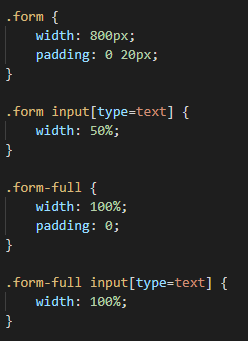 .form {
    width: 800px;
    padding: 0 20px;
}

.form input[type=text] {
    width: 50%;
}

.form-full {
    width: 100%;
    padding: 0;
}

.form-full input[type=text] {
    width: 100%;
}